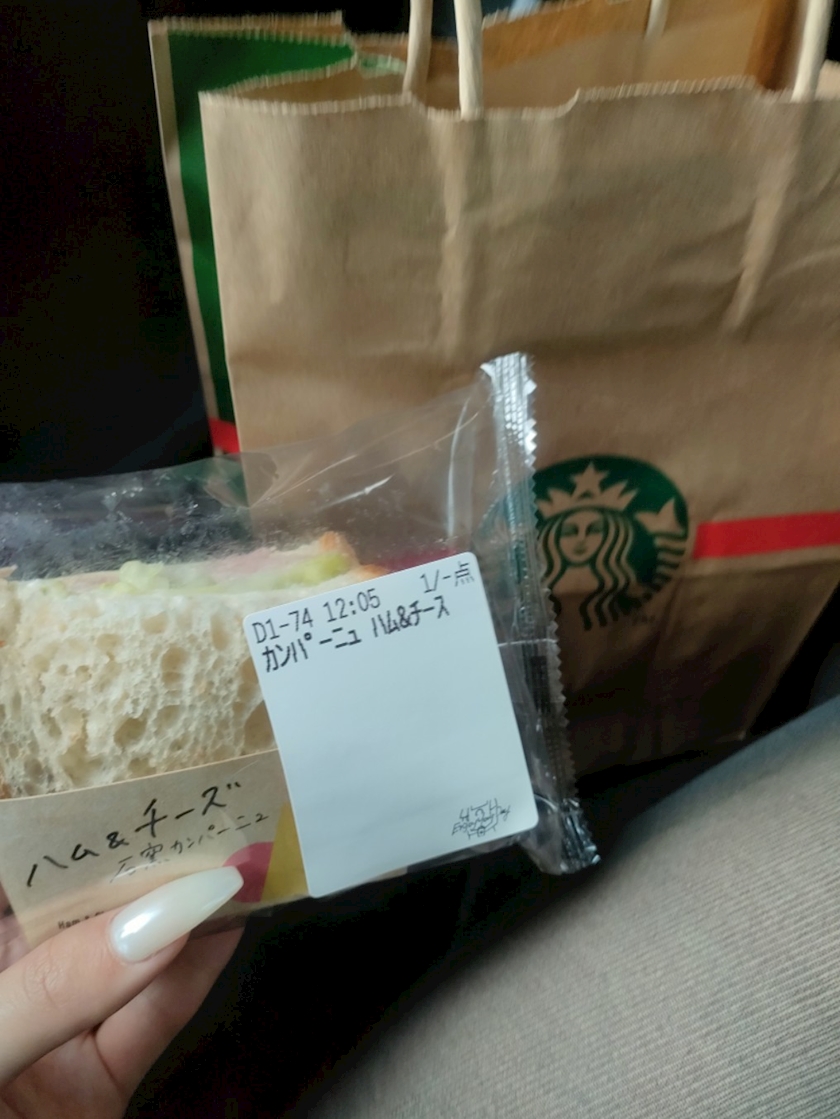 D1-74 12:05 1/-点
カンパーニュ ハム&チーズ
ハム&チーズ
石窯カンパーニュ